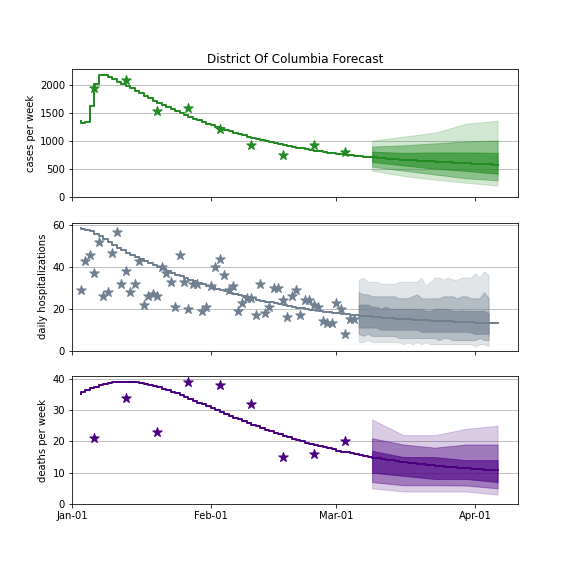 District Of Columbia Forecast
cases per week
2000
1500
1000
500
0
daily hospitalizations
60
40
20
0
deaths per week
40
30
20
10
0
Jan-01
Feb-01
Mar-01
Apr-01